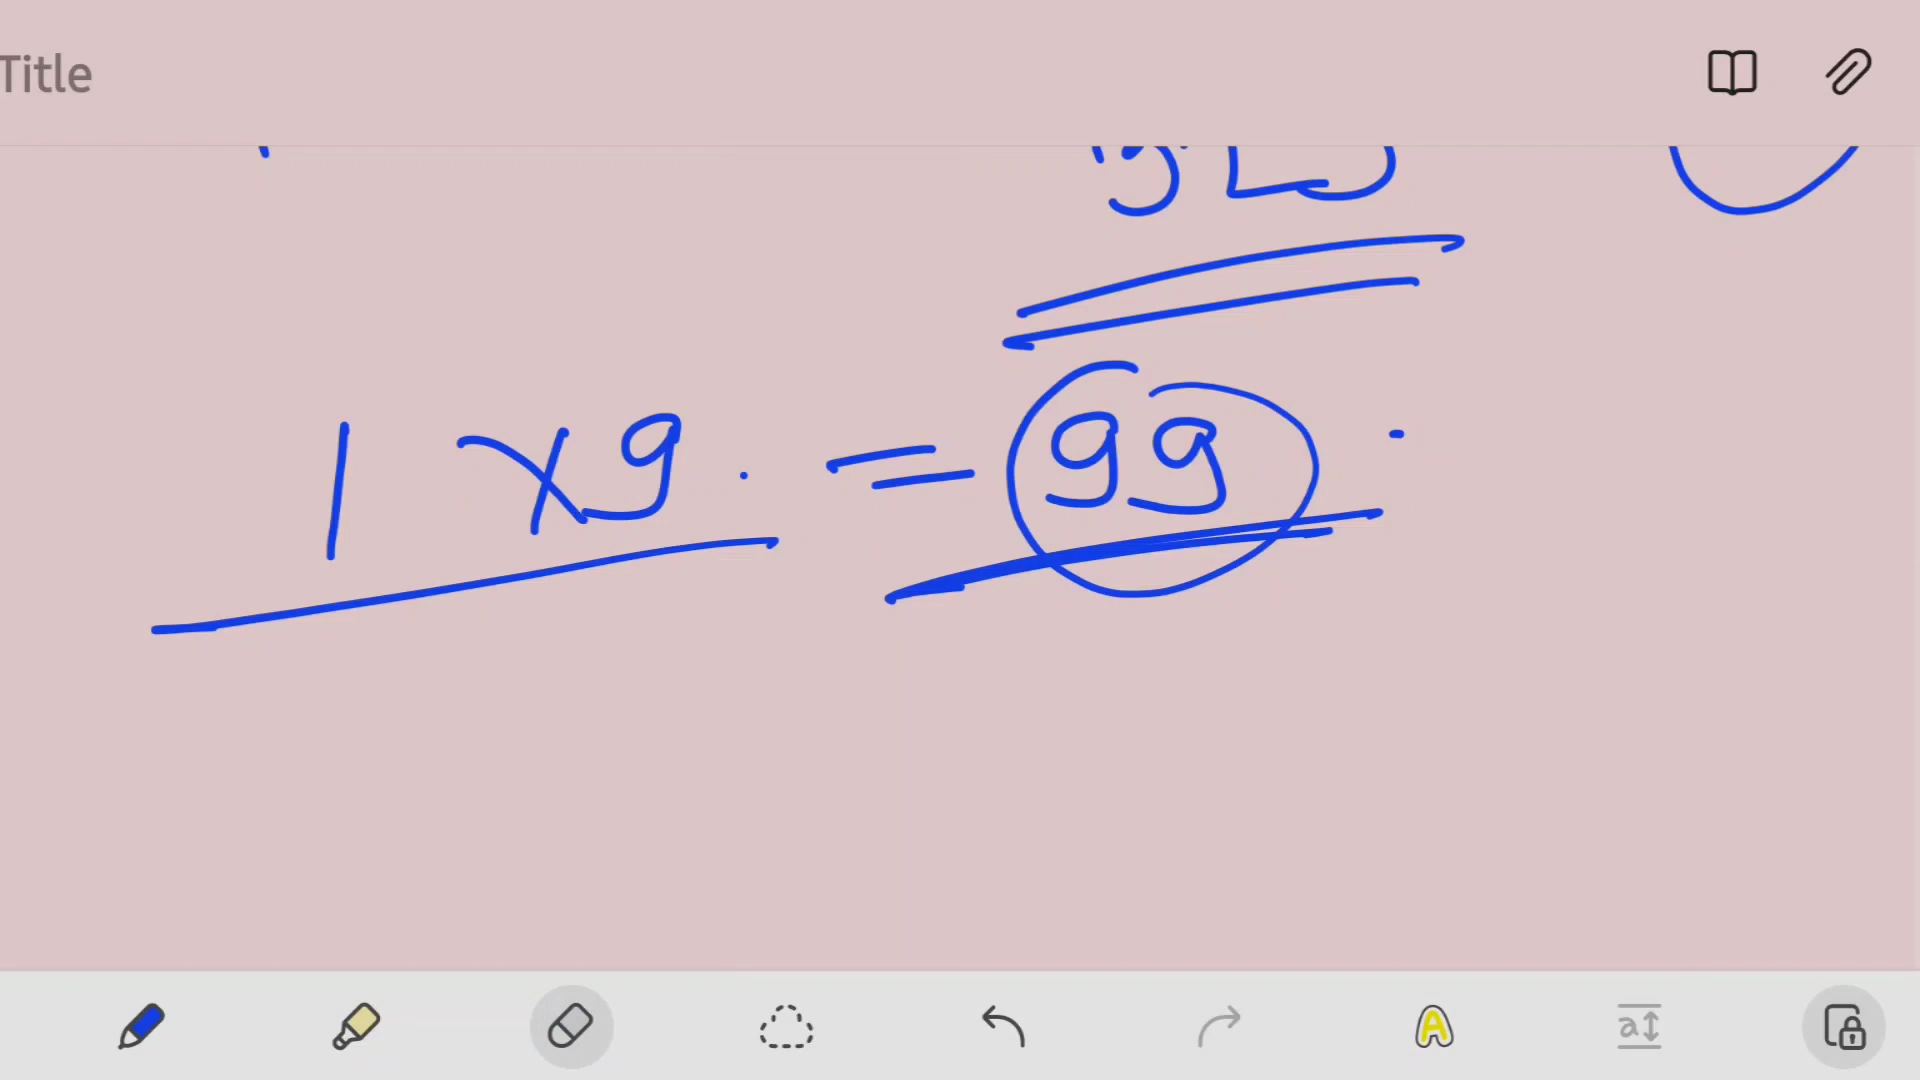 Title
1 x 9 . = 99 .